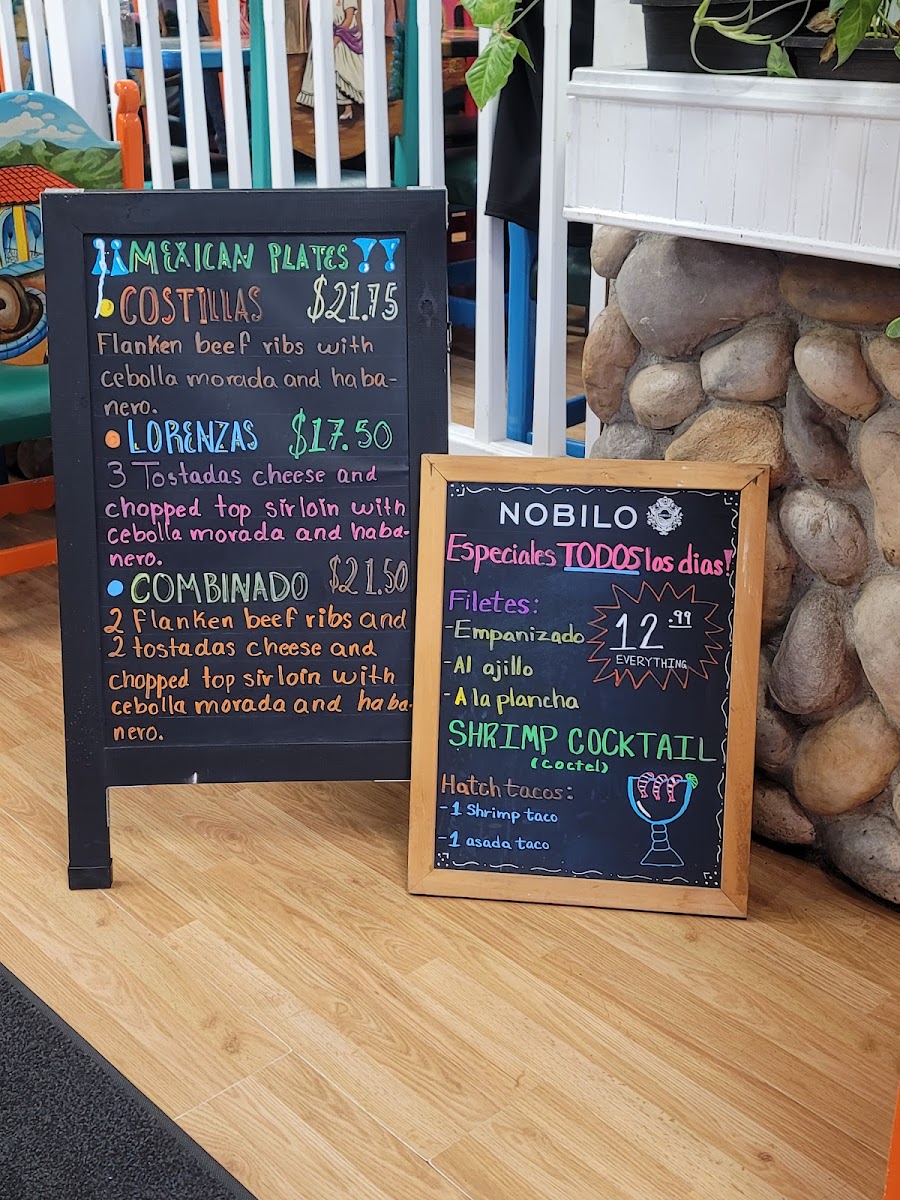 ¡¡MEXICAN PLATES!!
COSTILLAS $21.75
Flanken beef ribs with
cebolla morada and haba-
nero.
LORENZAS $17.50
3 Tostadas cheese and
chopped top sirloin with
cebolla morada and haba-
nero.
COMBINADO $21.50
2 Flanken beef ribs and
2 tostadas cheese and
chopped top sirloin with
cebolla morada and haba-
nero.
NOBILO
Especiales TODOS los dias!
Filetes:
-Empanizado
-Al ajillo
-A la plancha
12.99
EVERYTHING
SHRIMP COCKTAIL
(coctel)
Hatch tacos:
-1 Shrimp taco
-1 asada taco